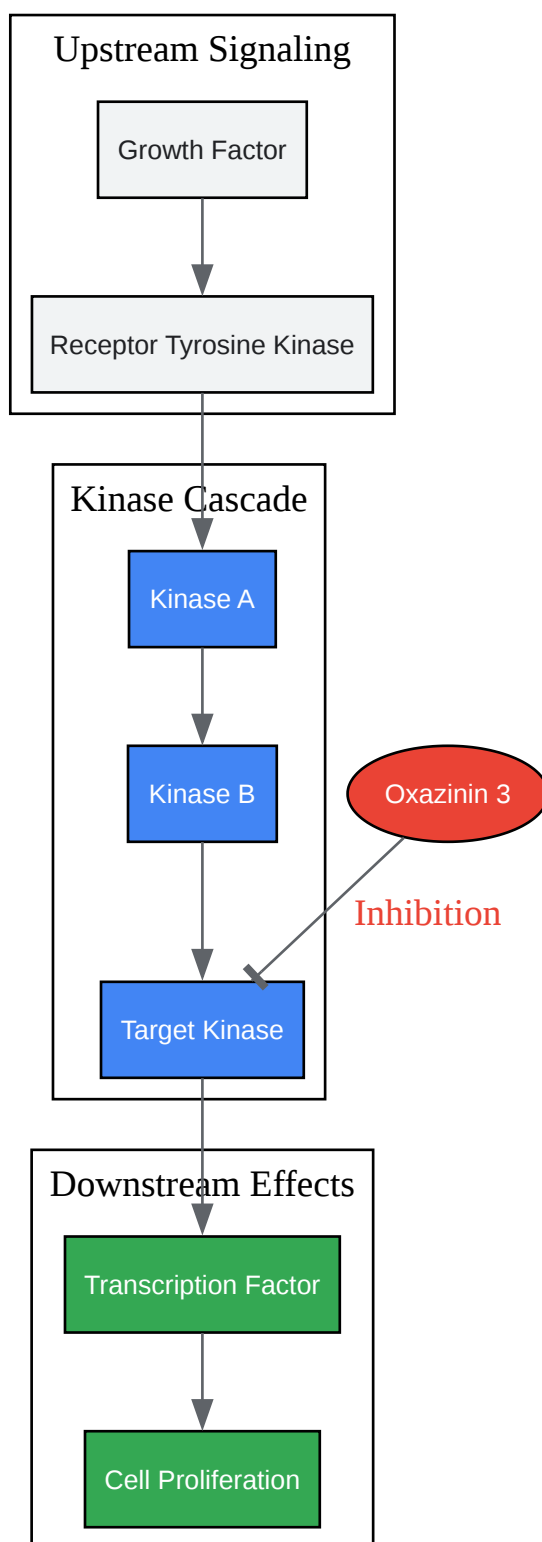 Upstream Signaling
Growth Factor
Receptor Tyrosine Kinase
Kinase Cascade
Kinase A
Kinase B
Oxazinin 3
Inhibition
Target Kinase
Downstream Effects
Transcription Factor
Cell Proliferation